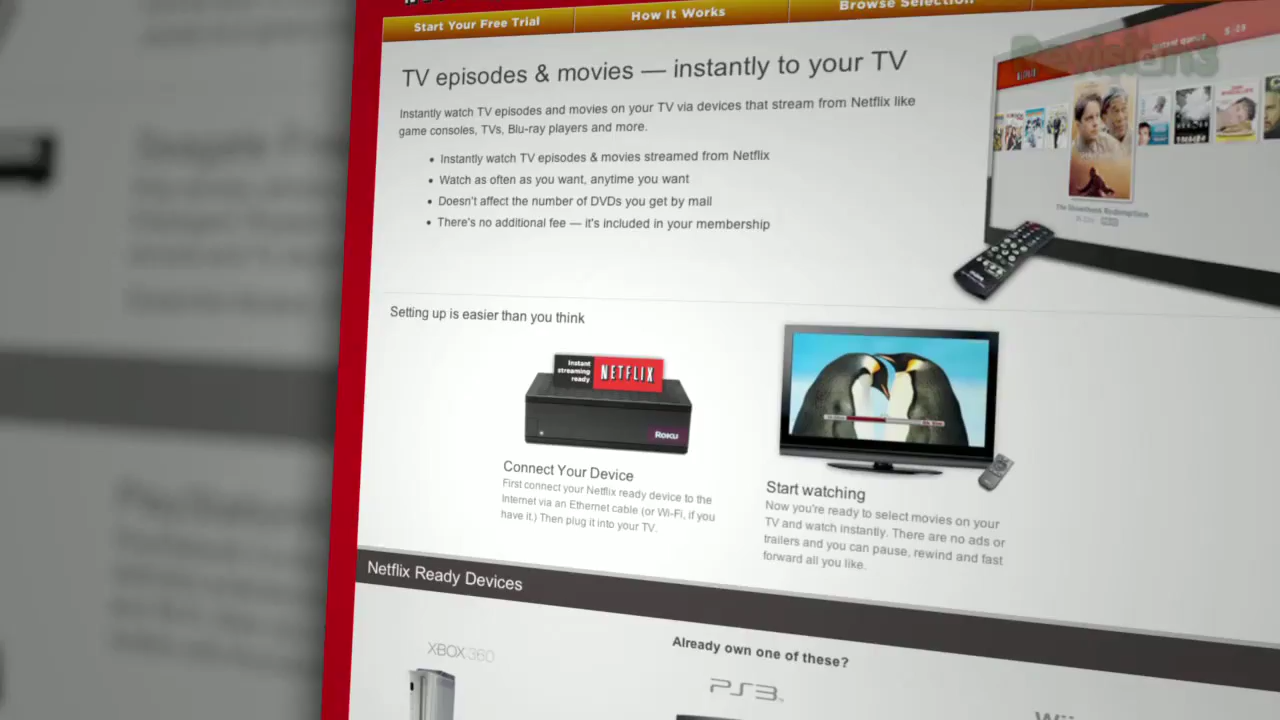 Start Your Free Trial
How It Works
Browse Selection
TV episodes & movies — instantly to your TV
Instantly watch TV episodes and movies on your TV via devices that stream from Netflix like
game consoles, TVs, Blu-ray players and more.
• Instantly watch TV episodes & movies streamed from Netflix
• Watch as often as you want, anytime you want
• Doesn't affect the number of DVDs you get by mail
• There's no additional fee — it's included in your membership
instant queue
Revision3
The Shawshank Redemption
Setting up is easier than you think
Instant
streaming
ready
NETFLIX
Roku
Connect Your Device
First connect your Netflix ready device to the
Internet via an Ethernet cable (or Wi-Fi, if you
have it.) Then plug it into your TV.
Start watching
Now you're ready to select movies on your
TV and watch instantly. There are no ads or
trailers and you can pause, rewind and fast
forward all you like.
Netflix Ready Devices
Already own one of these?
XBOX 360
PS3
Wii